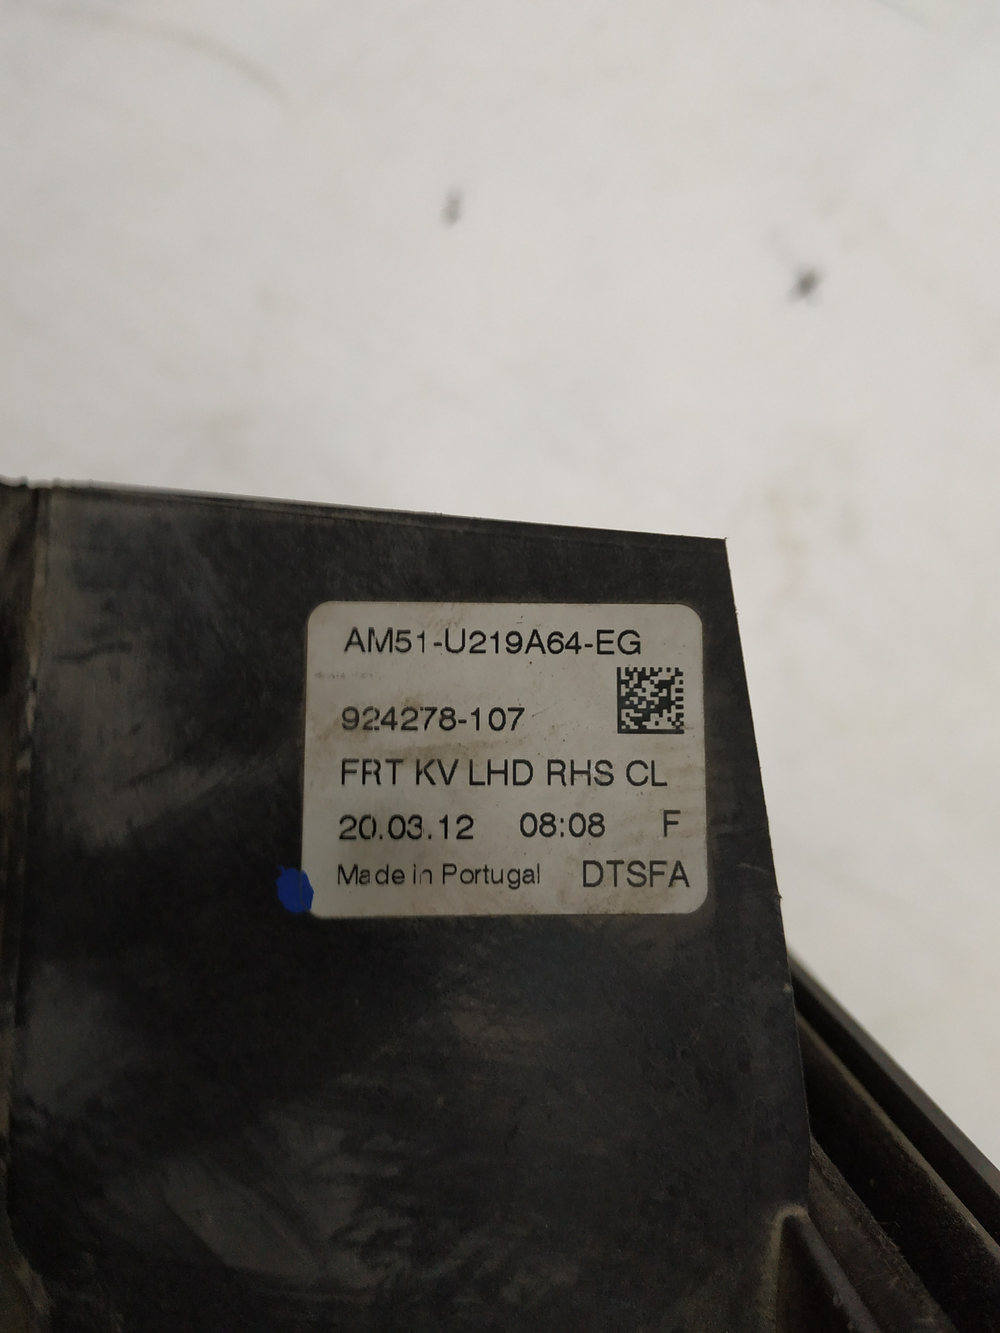 AM51-U219A64-EG
924278-107
FRT KV LHD RHS CL
20.03.12 08:08 F
Made in Portugal DTSFA